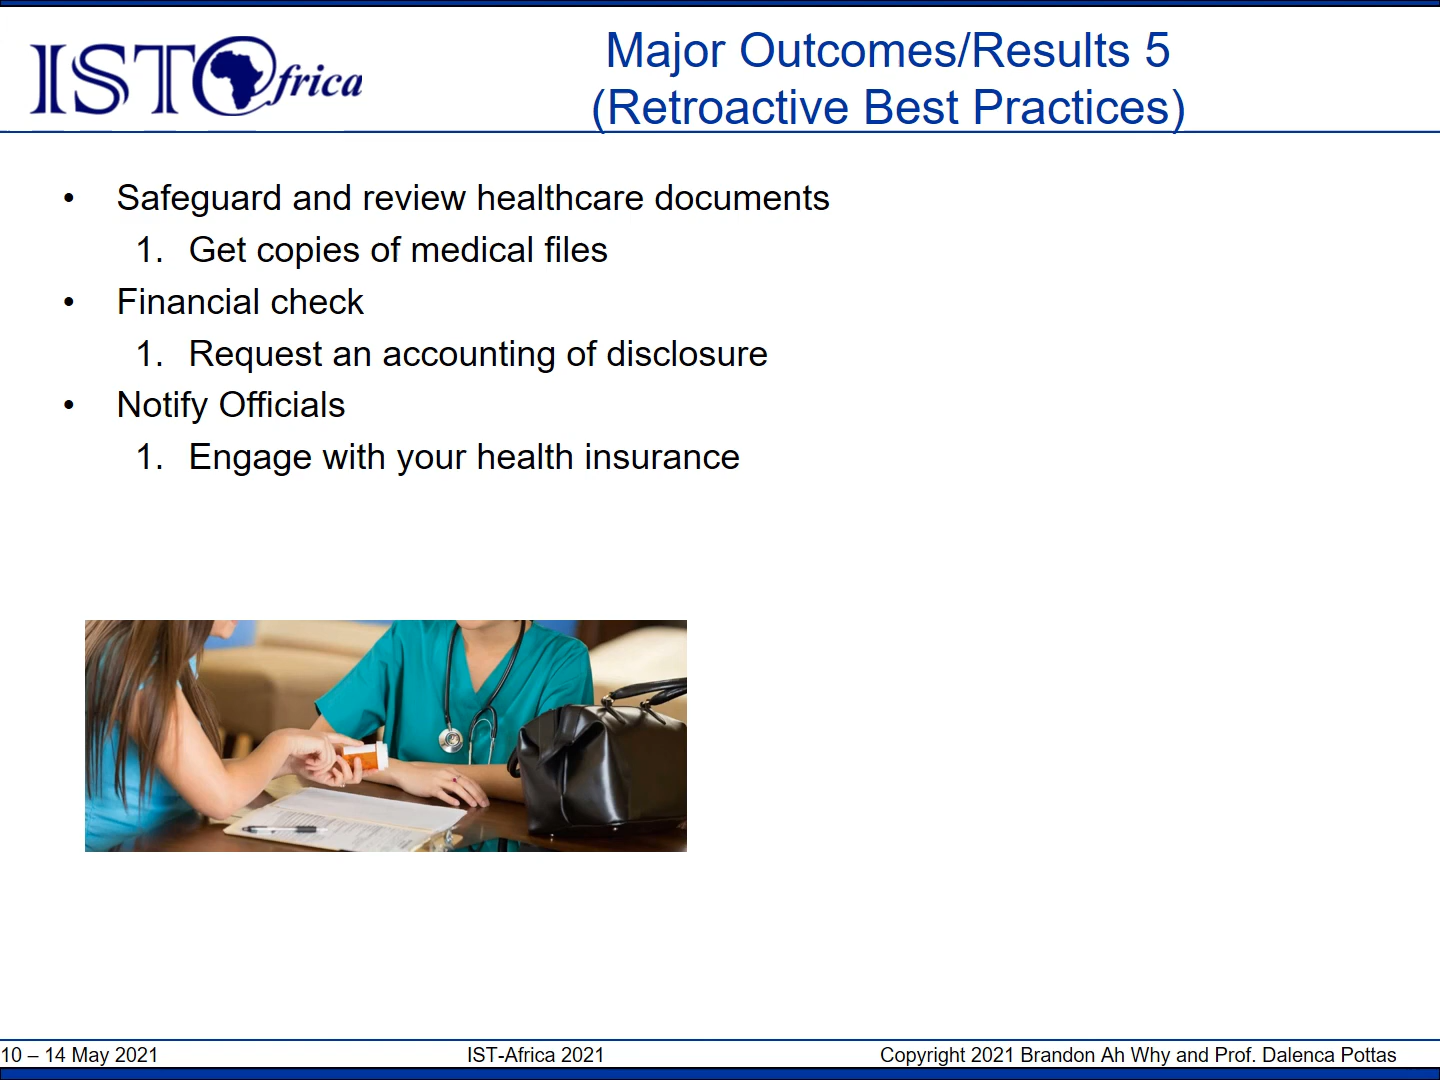 IST Africa
Major Outcomes/Results 5
(Retroactive Best Practices)
• Safeguard and review healthcare documents
1. Get copies of medical files
• Financial check
1. Request an accounting of disclosure
• Notify Officials
1. Engage with your health insurance
10 – 14 May 2021
IST-Africa 2021
Copyright 2021 Brandon Ah Why and Prof. Dalenca Pottas